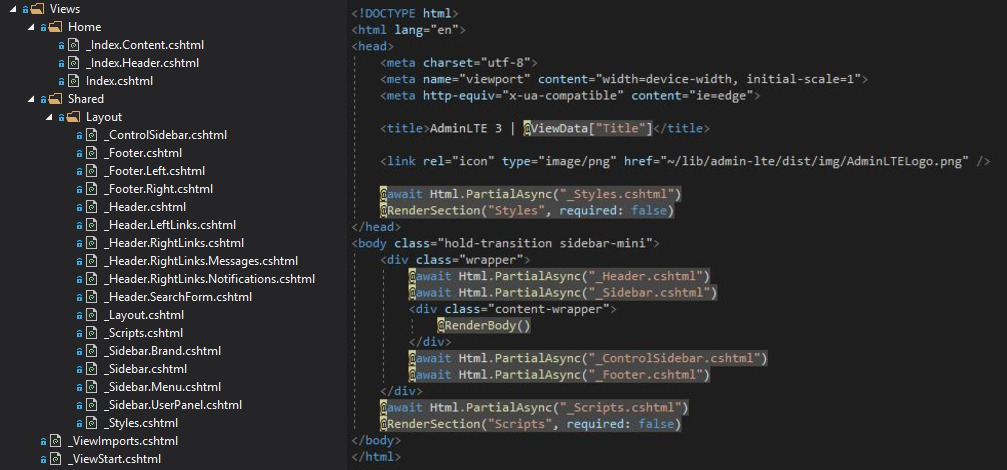 Views
Home
_Index.Content.cshtml
_Index.Header.cshtml
Index.cshtml
Shared
Layout
_ControlSidebar.cshtml
_Footer.cshtml
_Footer.Left.cshtml
_Footer.Right.cshtml
_Header.cshtml
_Header.LeftLinks.cshtml
_Header.RightLinks.cshtml
_Header.RightLinks.Messages.cshtml
_Header.RightLinks.Notifications.cshtml
_Header.SearchForm.cshtml
_Layout.cshtml
_Scripts.cshtml
_Sidebar.Brand.cshtml
_Sidebar.cshtml
_Sidebar.Menu.cshtml
_Sidebar.UserPanel.cshtml
_Styles.cshtml
_ViewImports.cshtml
_ViewStart.cshtml
<!DOCTYPE html>
<html lang="en">
<head>
<meta charset="utf-8">
<meta name="viewport" content="width=device-width, initial-scale=1">
<meta http-equiv="x-ua-compatible" content="ie=edge">
<title>AdminLTE 3 | @ViewData["Title"]</title>
<link rel="icon" type="image/png" href="~/lib/admin-lte/dist/img/AdminLTELogo.png" />
@await Html.PartialAsync("_Styles.cshtml")
@RenderSection("Styles", required: false)
</head>
<body class="hold-transition sidebar-mini">
<div class="wrapper">
@await Html.PartialAsync("_Header.cshtml")
@await Html.PartialAsync("_Sidebar.cshtml")
<div class="content-wrapper">
@RenderBody()
</div>
@await Html.PartialAsync("_ControlSidebar.cshtml")
@await Html.PartialAsync("_Footer.cshtml")
</div>
@await Html.PartialAsync("_Scripts.cshtml")
@RenderSection("Scripts", required: false)
</body>
</html>